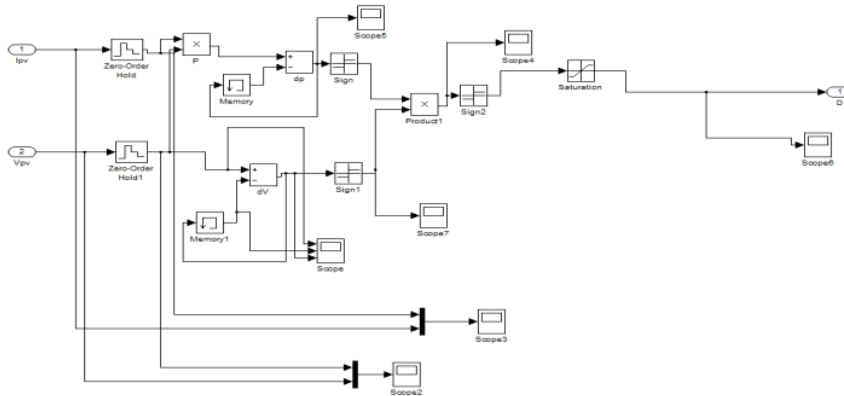 Scope5
1
Ipv
Zero-Order
Hold
×
P
+
−
dp
Sign
Scope4
Memory
×
Product1
Sign2
Saturation
1
D
2
Vpv
Zero-Order
Hold1
+
−
dV
Sign1
Scope6
Memory1
Scope7
Scope
Scope3
Scope2